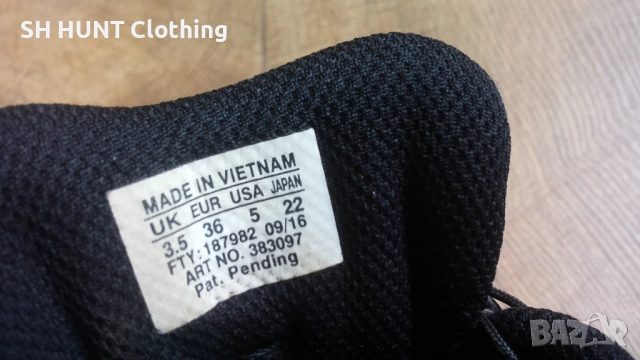 SH HUNT Clothing
MADE IN VIETNAM
UK EUR USA JAPAN
3.5 36 5 22
FTY: 187982 09/16
ART NO. 383097
Pat. Pending
BAZAR